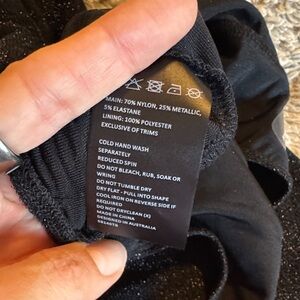 MAIN: 70% NYLON, 25% METALLIC,
5% ELASTANE
LINING: 100% POLYESTER
EXCLUSIVE OF TRIMS
COLD HAND WASH
SEPARATELY
REDUCED SPIN
DO NOT BLEACH, RUB, SOAK OR
WRING
DO NOT TUMBLE DRY
DRY FLAT - PULL INTO SHAPE
COOL IRON ON REVERSE SIDE IF
REQUIRED
DO NOT DRYCLEAN (X)
MADE IN CHINA
DESIGNED IN AUSTRALIA